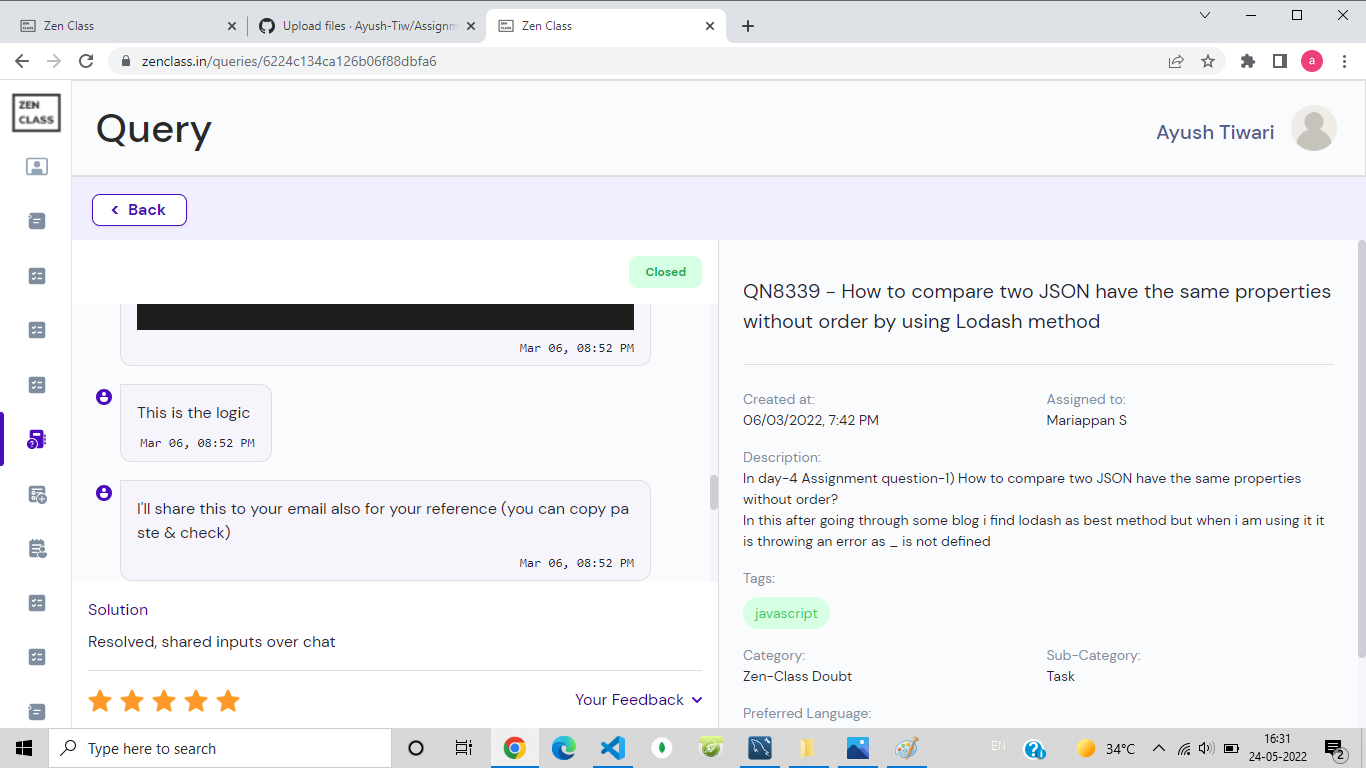 Zen Class
Upload files · Ayush-Tiw/Assignm
Zen Class
zenclass.in/queries/6224c134ca126b06f88dbfa6
a
ZEN
CLASS
Query
Ayush Tiwari
< Back
Closed
Mar 06, 08:52 PM
This is the logic
Mar 06, 08:52 PM
I'll share this to your email also for your reference (you can copy pa
ste & check)
Mar 06, 08:52 PM
Solution
Resolved, shared inputs over chat
Your Feedback
QN8339 - How to compare two JSON have the same properties
without order by using Lodash method
Created at:
06/03/2022, 7:42 PM
Assigned to:
Mariappan S
Description:
In day-4 Assignment question-1) How to compare two JSON have the same properties
without order?
In this after going through some blog i find lodash as best method but when i am using it it
is throwing an error as _ is not defined
Tags:
javascript
Category:
Zen-Class Doubt
Sub-Category:
Task
Preferred Language:
Type here to search
EN
34°C
16:31
24-05-2022
2